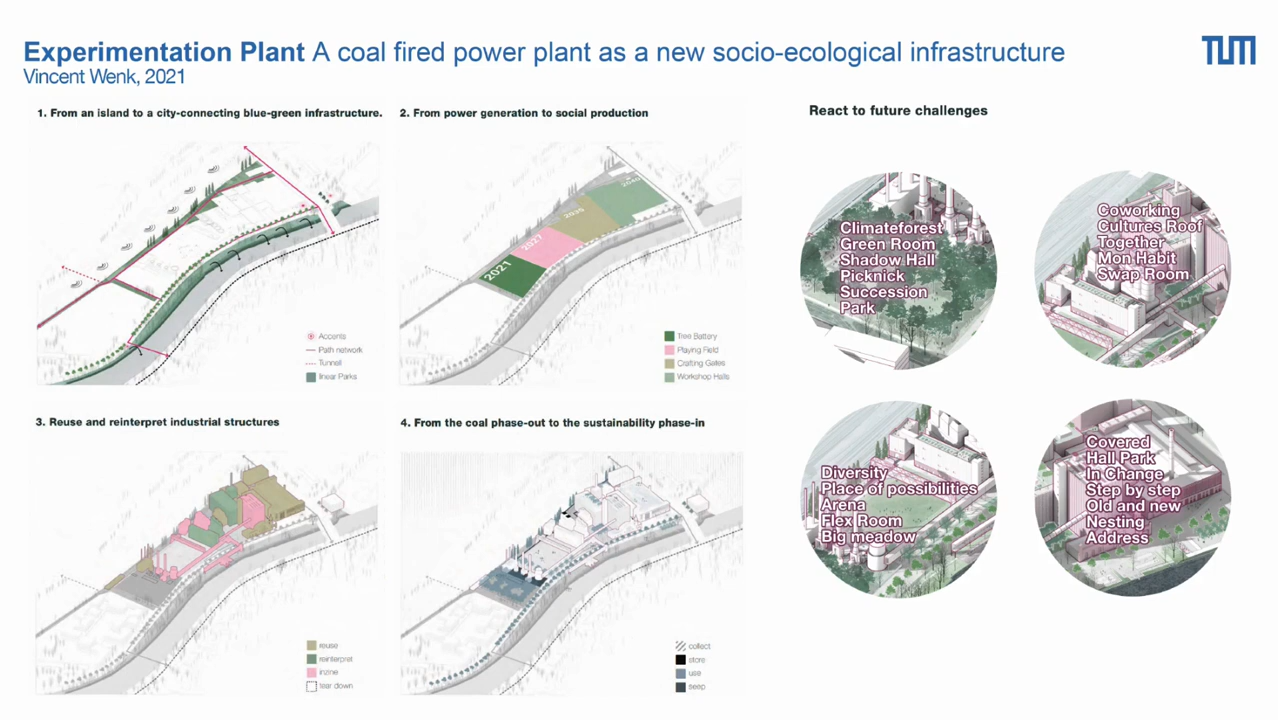 Experimentation Plant A coal fired power plant as a new socio-ecological infrastructure
Vincent Wenk, 2021
TUM
1. From an island to a city-connecting blue-green infrastructure.
Accents
Path network
Tunnell
linear Parks
2. From power generation to social production
2021
2027
2035
2040
Tree Battery
Playing Field
Crafting Gates
Workshop Halls
3. Reuse and reinterpret industrial structures
reuse
reinterpret
inzine
tear down
4. From the coal phase-out to the sustainability phase-in
collect
store
use
seep
React to future challenges
Climateforest
Green Room
Shadow Hall
Picknick
Succession
Park
Coworking
Cultures Roof
Together
Mon Habit
Swap Room
Diversity
Place of possibilities
Arena
Flex Room
Big meadow
Covered
Hall Park
In Change
Step by step
Old and new
Nesting
Address